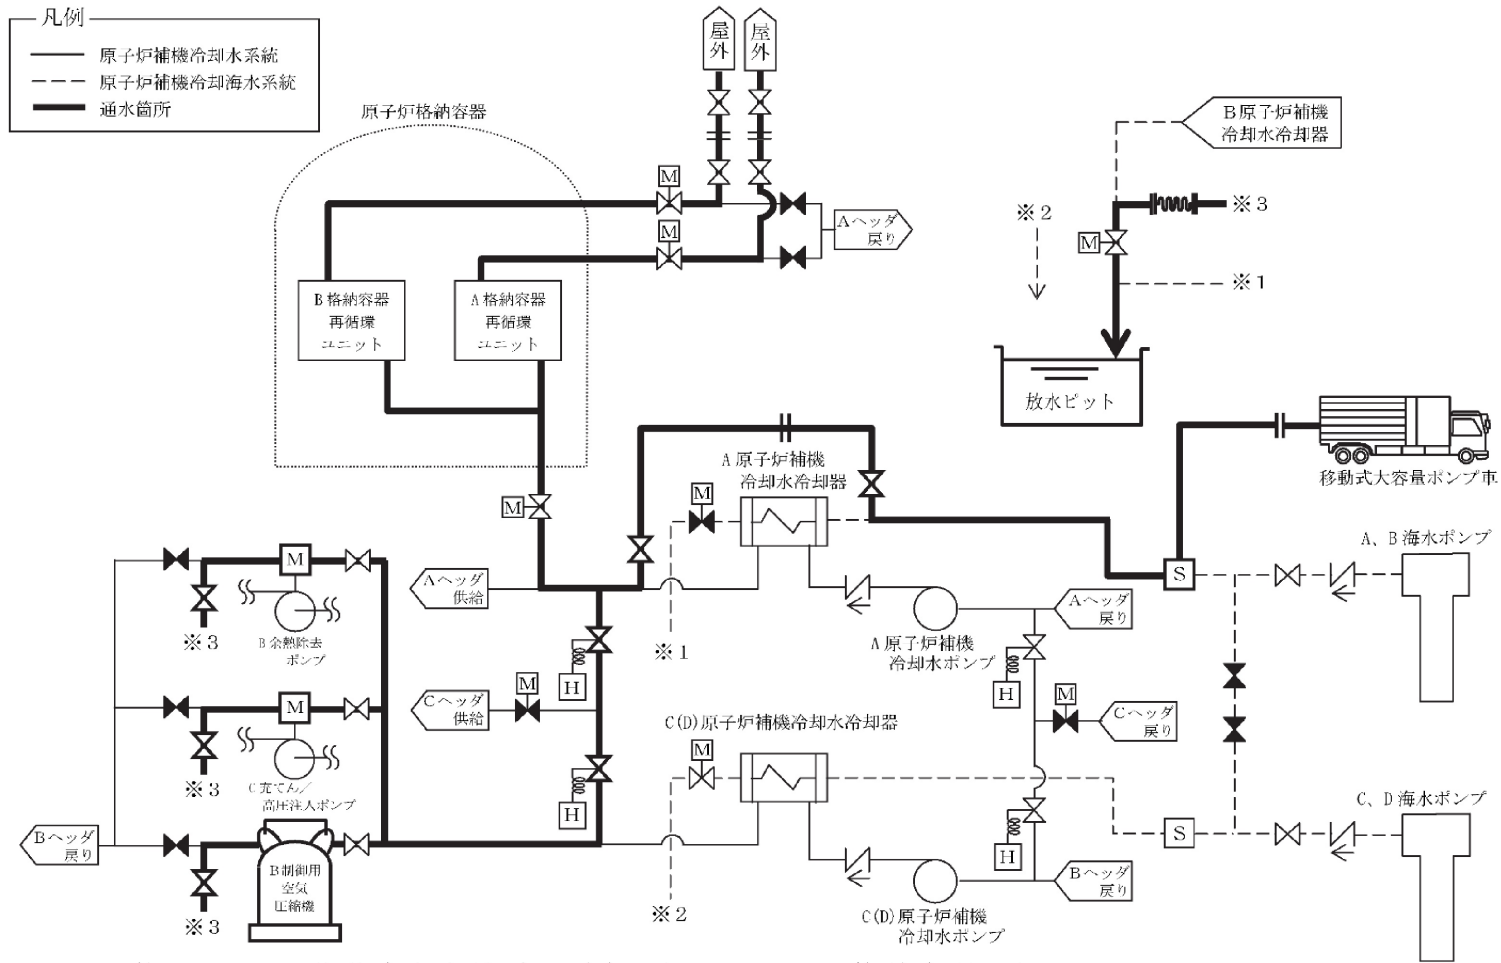 凡例
原子炉補機冷却水系統
原子炉補機冷却海水系統
通水箇所
屋外
屋外
原子炉格納容器
B原子炉補機
冷却水冷却器
M
M
Aヘッダ
戻り
※2
※3
M
※1
B格納容器
再循環
ユニット
A格納容器
再循環
ユニット
放水ピット
移動式大容量ポンプ車
A原子炉補機
冷却水冷却器
M
M
A、B海水ポンプ
S
Aヘッダ
供給
M
B余熱除去
ポンプ
※3
※1
Aヘッダ
戻り
A原子炉補機
冷却水ポンプ
H
H
M
Cヘッダ
供給
M
Cヘッダ
戻り
C(D)原子炉補機冷却水冷却器
M
M
C充てん/
高圧注入ポンプ
※3
H
H
C、D海水ポンプ
S
Bヘッダ
戻り
B制御用
空気
圧縮機
※3
※2
Bヘッダ
戻り
C(D)原子炉補機
冷却水ポンプ